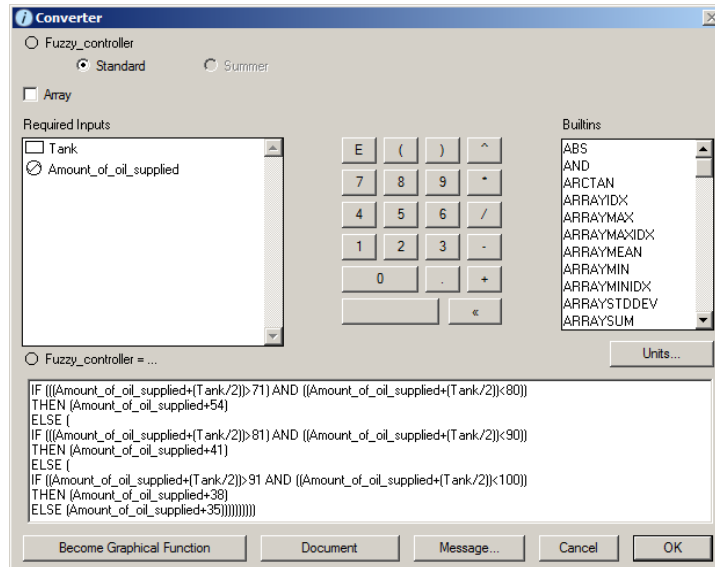 Converter
Fuzzy_controller
Standard Summer
Array
Required Inputs
Builtins
Tank
Amount_of_oil_supplied
E ( ) ^
7 8 9 *
4 5 6 /
1 2 3 -
0 . +
«
ABS
AND
ARCTAN
ARRAYIDX
ARRAYMAX
ARRAYMAXIDX
ARRAYMEAN
ARRAYMIN
ARRAYMINIDX
ARRAYSTDDEV
ARRAYSUM
Units...
Fuzzy_controller = ...
IF (((Amount_of_oil_supplied+(Tank/2))>71) AND ((Amount_of_oil_supplied+(Tank/2))<80))
THEN (Amount_of_oil_supplied+54)
ELSE (
IF (((Amount_of_oil_supplied+(Tank/2))>81) AND ((Amount_of_oil_supplied+(Tank/2))<90))
THEN (Amount_of_oil_supplied+41)
ELSE (
IF ((Amount_of_oil_supplied+(Tank/2))>91 AND ((Amount_of_oil_supplied+(Tank/2))<100))
THEN (Amount_of_oil_supplied+38)
ELSE (Amount_of_oil_supplied+35))))))))))
Become Graphical Function Document Message... Cancel OK